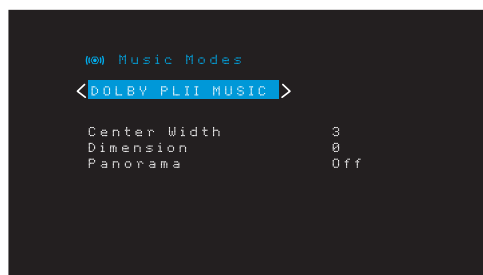 Music Modes
<DOLBY PLII MUSIC>
Center Width 3
Dimension 0
Panorama Off